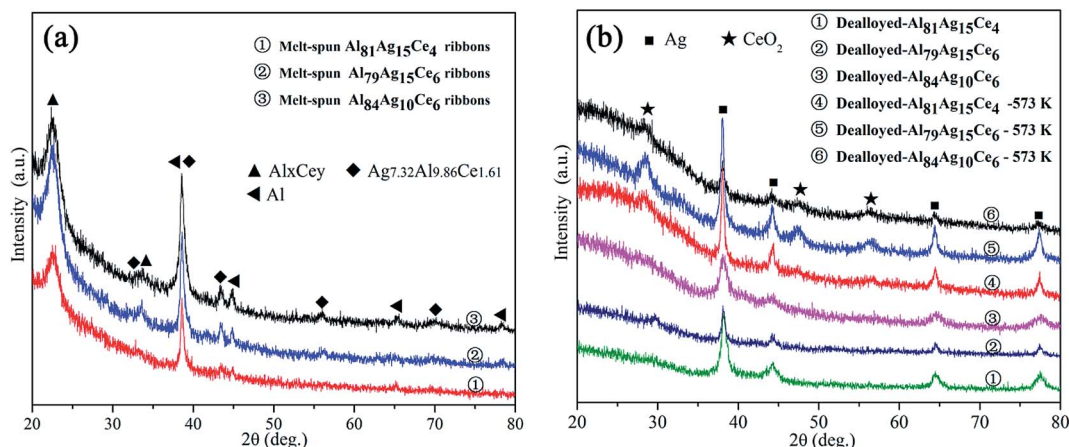 (a)
① Melt-spun Al81Ag15Ce4 ribbons
② Melt-spun Al79Ag15Ce6 ribbons
③ Melt-spun Al84Ag10Ce6 ribbons
▲ AlxCey ◆ Ag7.32Al9.86Ce1.61
◀ Al
③
②
①
Intensity (a.u.)
20 30 40 50 60 70 80
2θ (deg.)
(b)
■ Ag ★ CeO2
① Dealloyed-Al81Ag15Ce4
② Dealloyed-Al79Ag15Ce6
③ Dealloyed-Al84Ag10Ce6
④ Dealloyed-Al81Ag15Ce4 -573 K
⑤ Dealloyed-Al79Ag15Ce6 - 573 K
⑥ Dealloyed-Al84Ag10Ce6 - 573 K
⑥
⑤
④
③
②
①
Intensity (a.u.)
20 30 40 50 60 70 80
2θ (deg.)